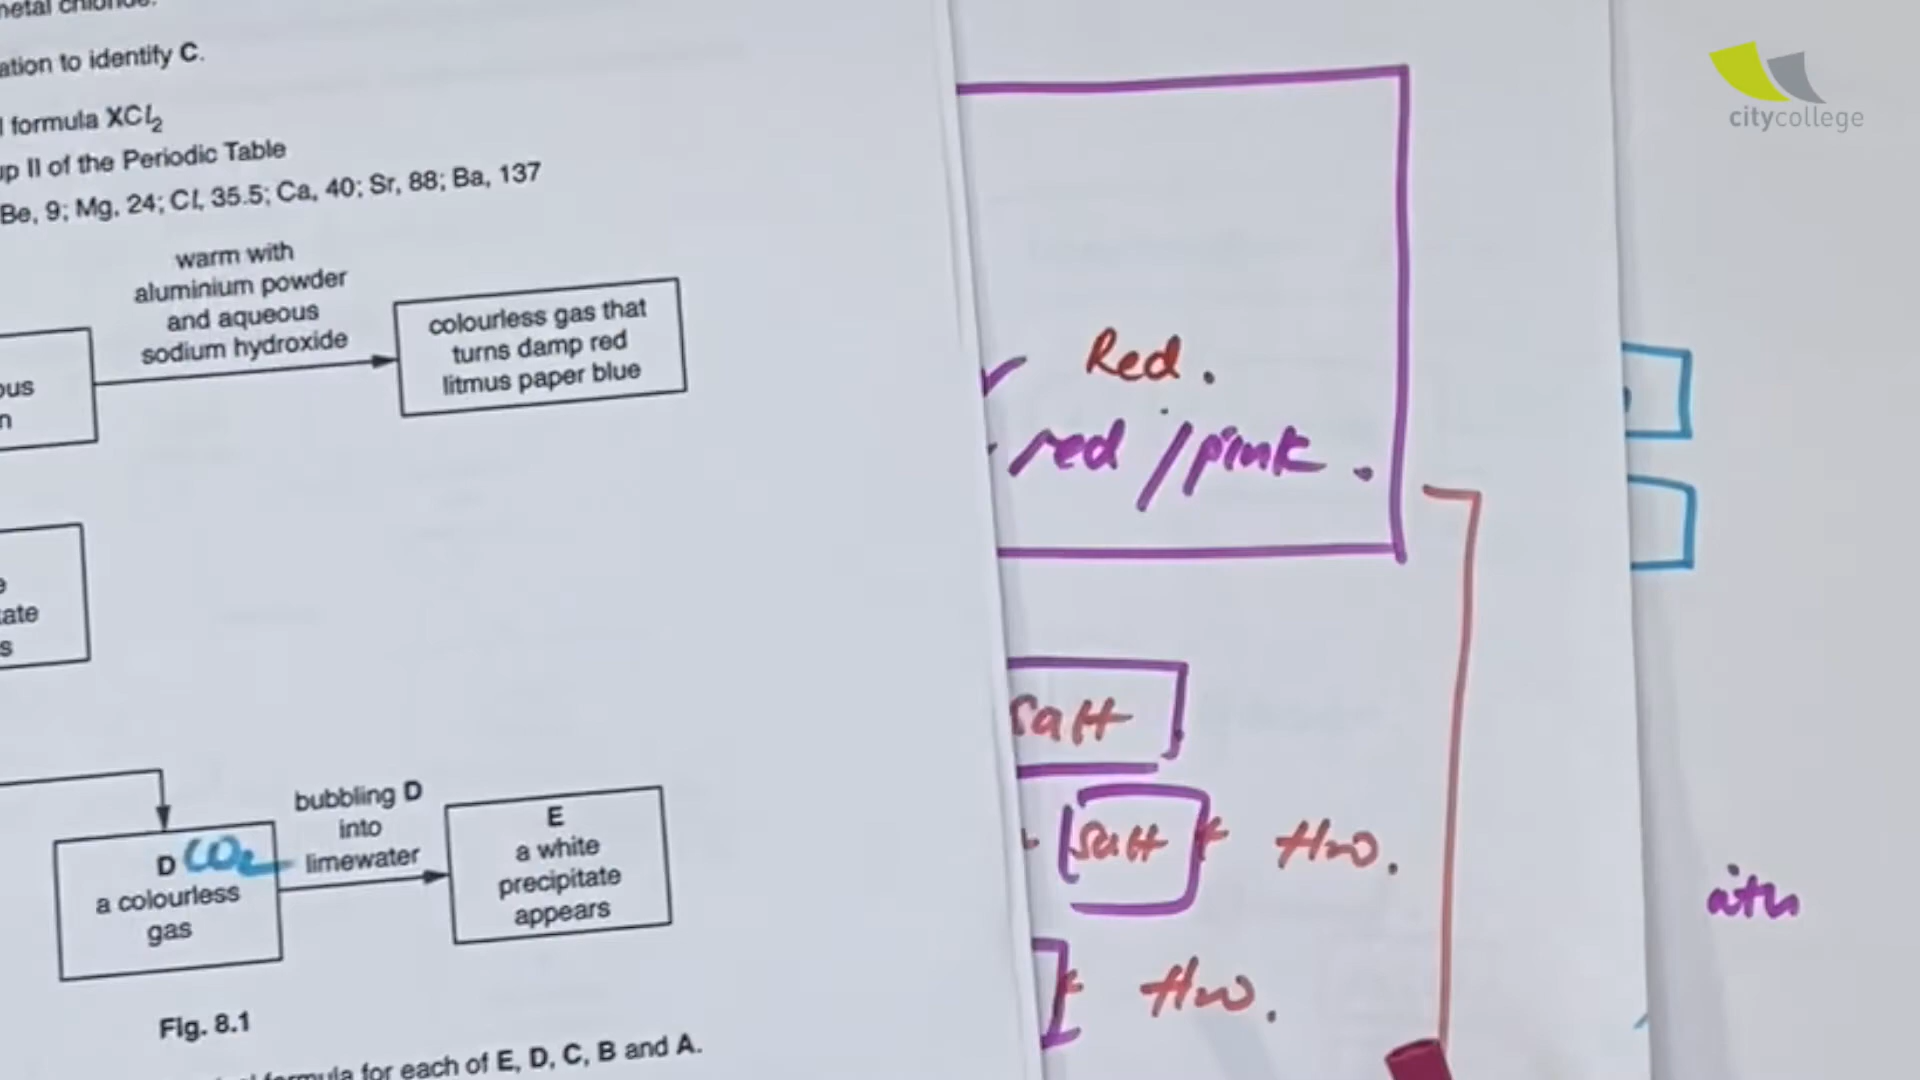 metal chloride.
ation to identify C.
l formula XCl2
up II of the Periodic Table
Be, 9; Mg, 24; Cl, 35.5; Ca, 40; Sr, 88; Ba, 137
warm with
aluminium powder
and aqueous
sodium hydroxide
colourless gas that
turns damp red
litmus paper blue
ous
n
e
tate
s
bubbling D
into
limewater
D CO2
a colourless
gas
E
a white
precipitate
appears
Fig. 8.1
formula for each of E, D, C, B and A.
Red.
red / pink.
Salt
+ Salt + H2O.
+ H2O.
with
citycollege